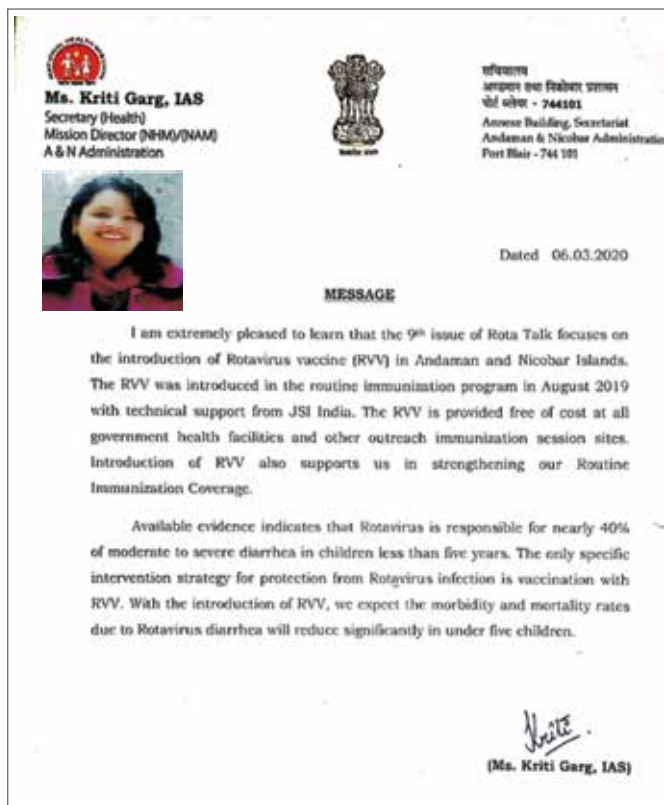 Ms. Kriti Garg, IAS
Secretary (Health)
Mission Director (NHM)/(NAM)
A & N Administration
सचिवालय
अण्डमान तथा निकोबार प्रशासन
पोर्ट ब्लेयर - 744101
Annexe Building, Secretariat
Andaman & Nicobar Administration
Port Blair - 744 101
Dated 06.03.2020
MESSAGE
I am extremely pleased to learn that the 9th issue of Rota Talk focuses on
the introduction of Rotavirus vaccine (RVV) in Andaman and Nicobar Islands.
The RVV was introduced in the routine immunization program in August 2019
with technical support from JSI India. The RVV is provided free of cost at all
government health facilities and other outreach immunization session sites.
Introduction of RVV also supports us in strengthening our Routine
Immunization Coverage.
Available evidence indicates that Rotavirus is responsible for nearly 40%
of moderate to severe diarrhea in children less than five years. The only specific
intervention strategy for protection from Rotavirus infection is vaccination with
RVV. With the introduction of RVV, we expect the morbidity and mortality rates
due to Rotavirus diarrhea will reduce significantly in under five children.
Kriti
(Ms. Kriti Garg, IAS)